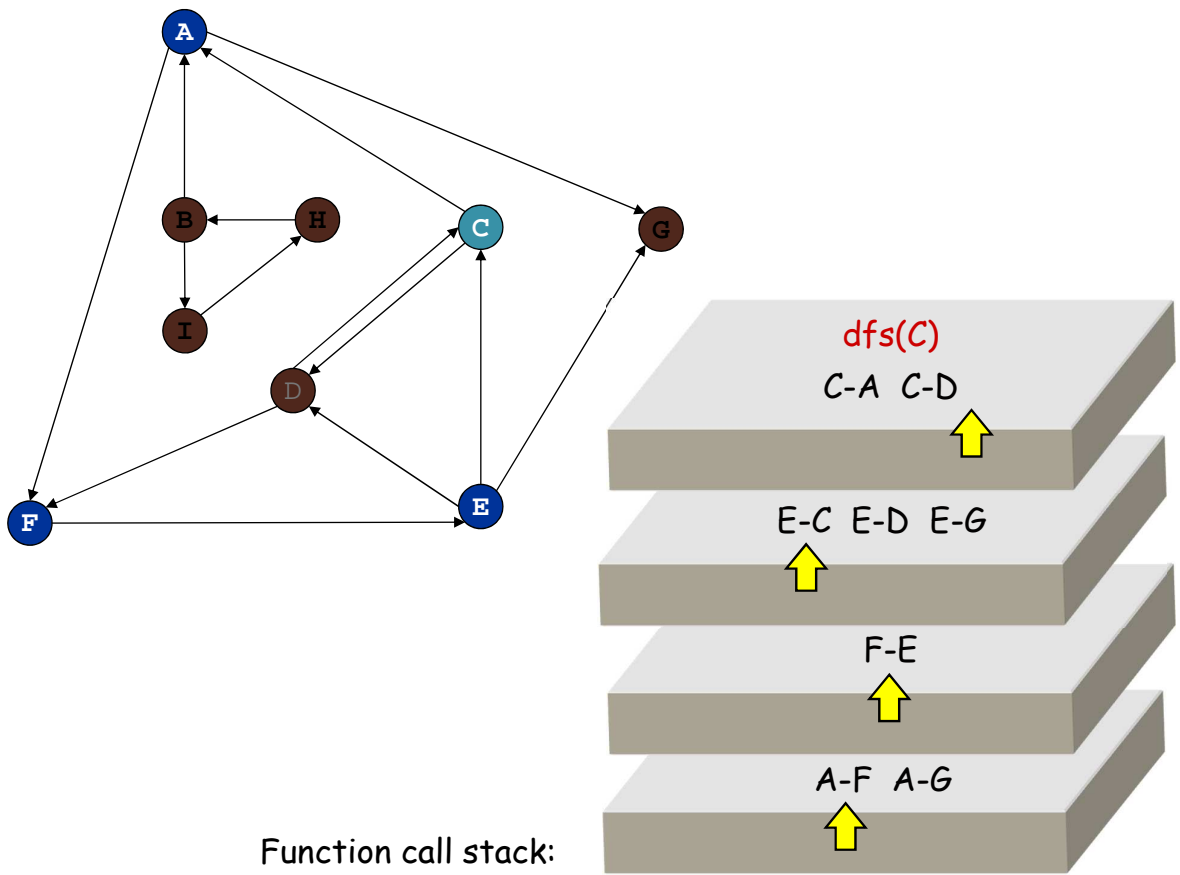 A
B
H
C
G
I
D
F
E
dfs(C)
C-A C-D
E-C E-D E-G
F-E
A-F A-G
Function call stack: